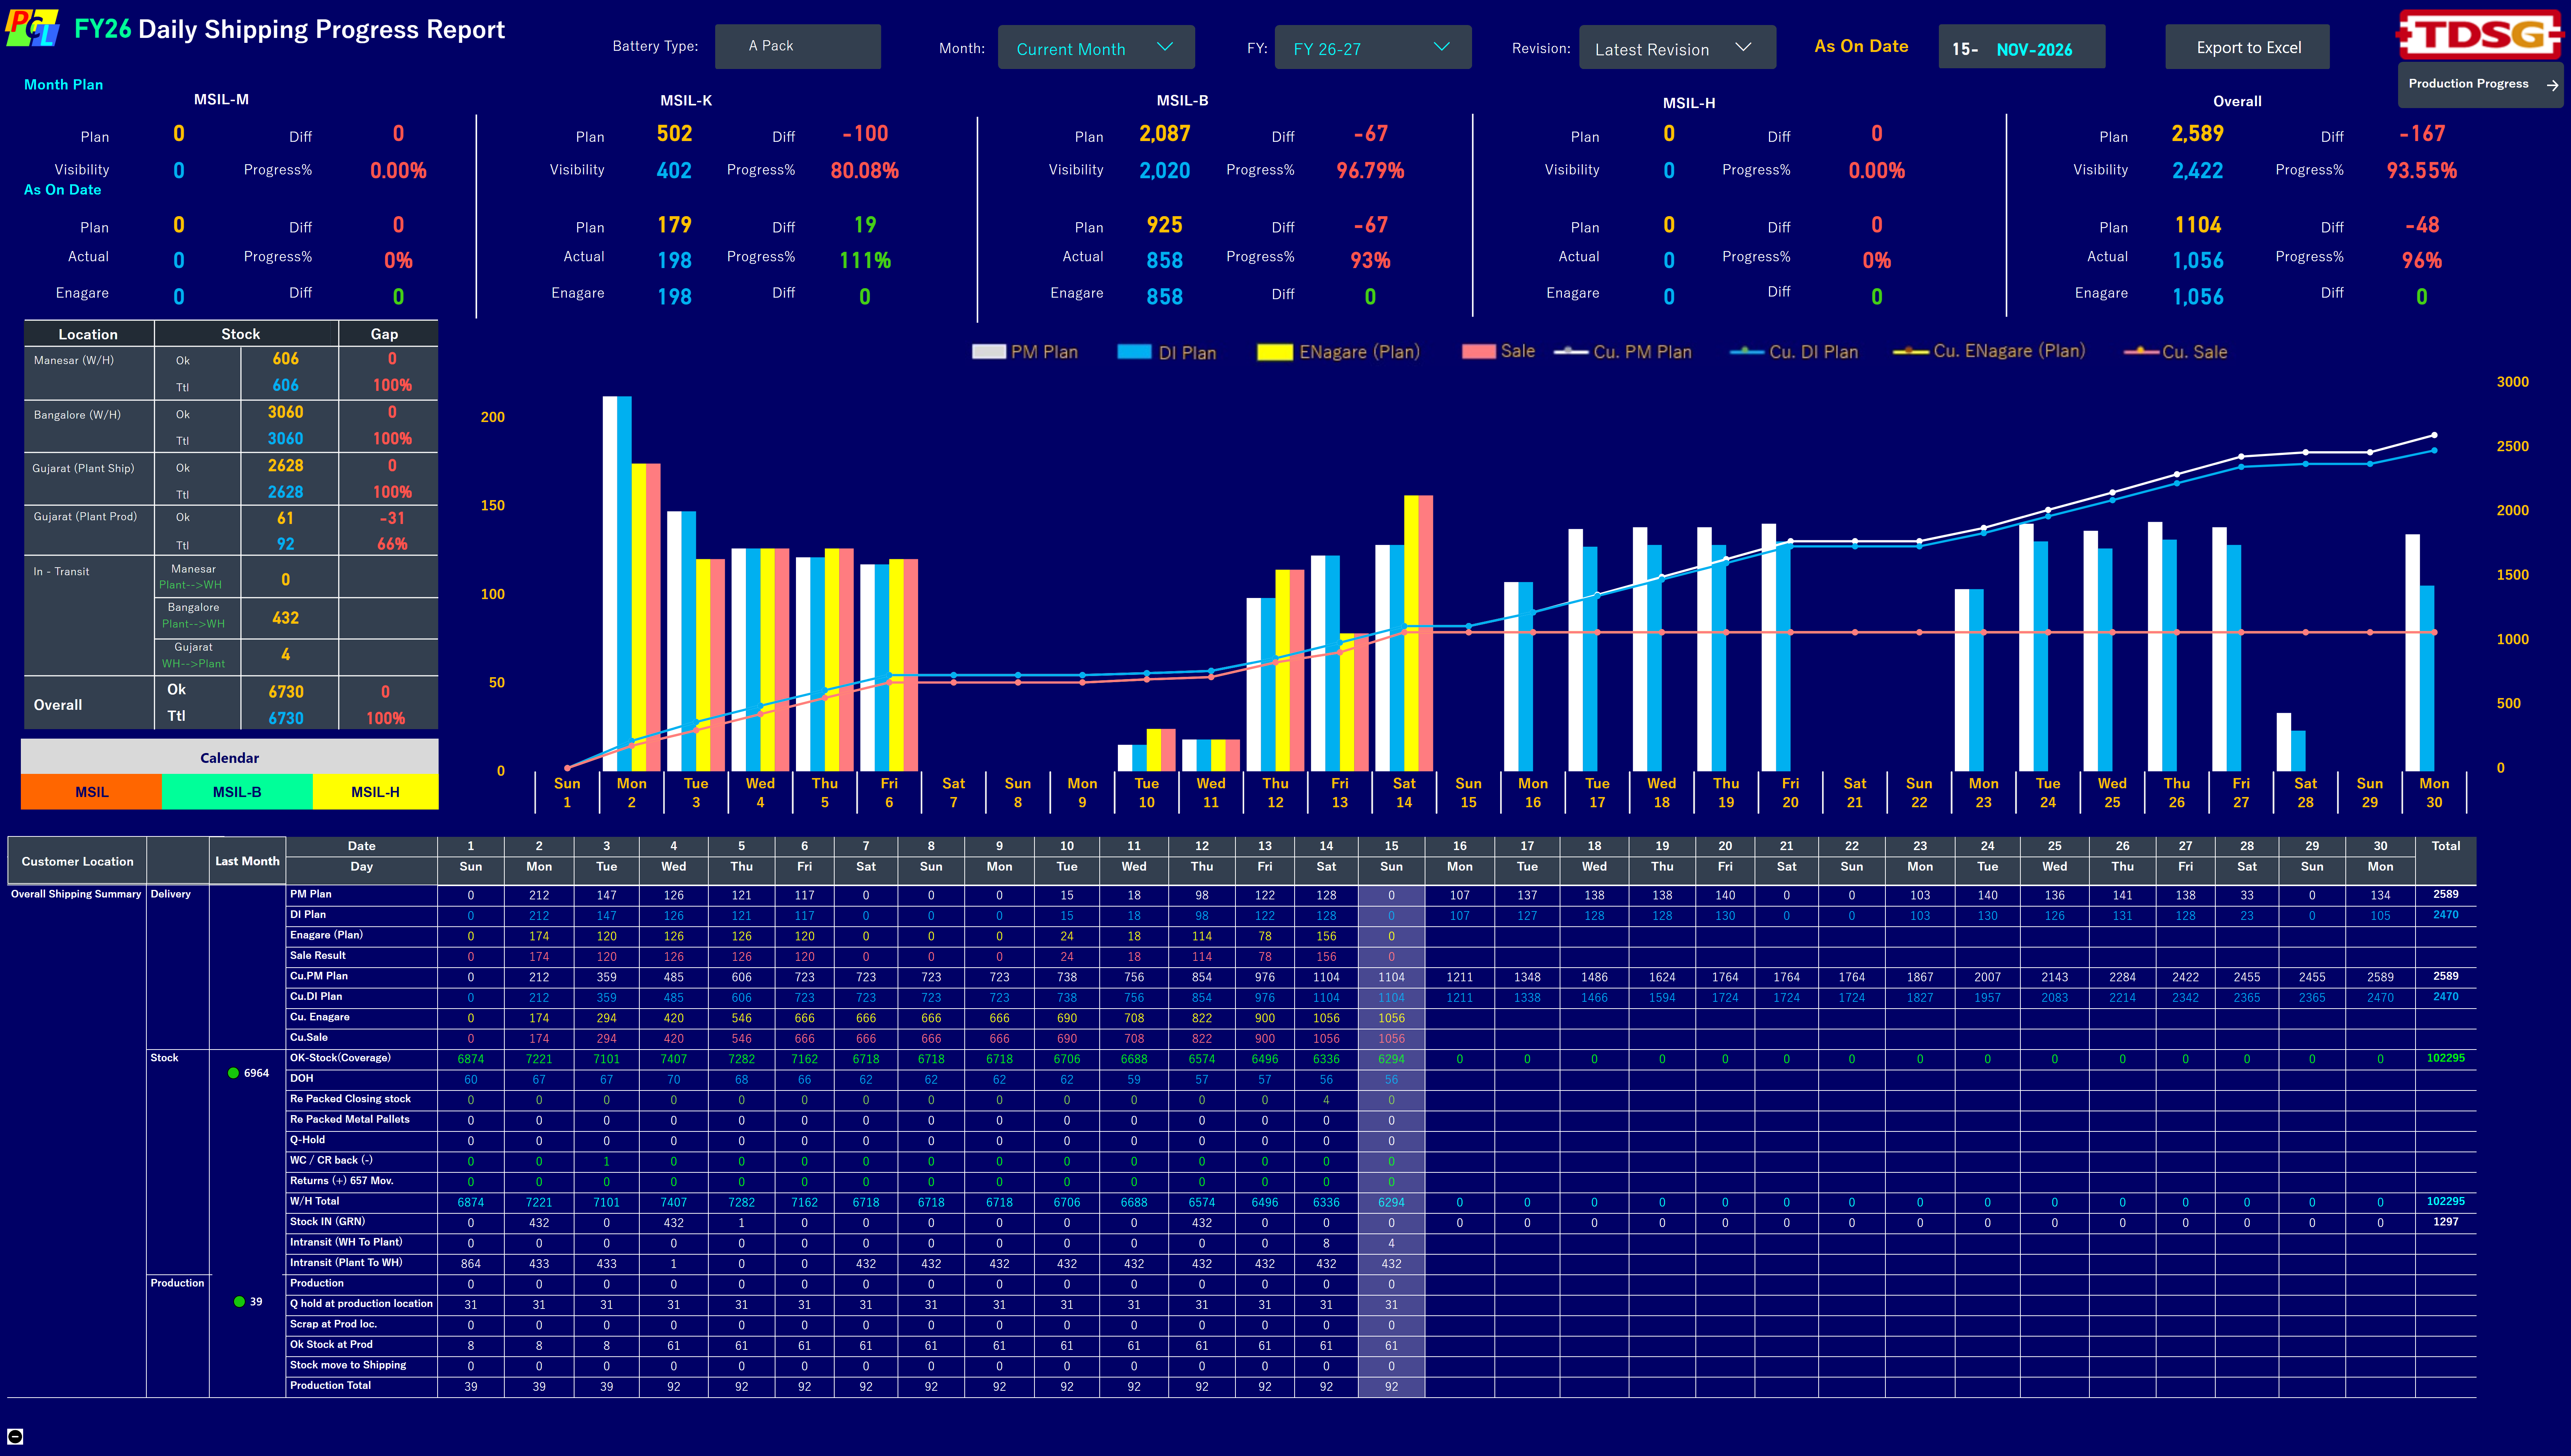 PGL FY26 Daily Shipping Progress Report
Battery Type: A Pack Month: Current Month FY: FY 26-27 Revision: Latest Revision As On Date 15- NOV-2026 Export to Excel TDSG
Production Progress →
Month Plan
MSIL-M MSIL-K MSIL-B MSIL-H Overall
Plan 0 Diff 0 Plan 502 Diff -100 Plan 2,087 Diff -67 Plan 0 Diff 0 Plan 2,589 Diff -167
Visibility 0 Progress% 0.00% Visibility 402 Progress% 80.08% Visibility 2,020 Progress% 96.79% Visibility 0 Progress% 0.00% Visibility 2,422 Progress% 93.55%
As On Date
Plan 0 Diff 0 Plan 179 Diff 19 Plan 925 Diff -67 Plan 0 Diff 0 Plan 1104 Diff -48
Actual 0 Progress% 0% Actual 198 Progress% 111% Actual 858 Progress% 93% Actual 0 Progress% 0% Actual 1,056 Progress% 96%
Enagare 0 Diff 0 Enagare 198 Diff 0 Enagare 858 Diff 0 Enagare 0 Diff 0 Enagare 1,056 Diff 0
Location Stock Gap
Manesar (W/H) Ok 606 0
Ttl 606 100%
Bangalore (W/H) Ok 3060 0
Ttl 3060 100%
Gujarat (Plant Ship) Ok 2628 0
Ttl 2628 100%
Gujarat (Plant Prod) Ok 61 -31
Ttl 92 66%
In - Transit Manesar
Plant-->WH 0
Bangalore
Plant-->WH 432
Gujarat
WH-->Plant 4
Overall Ok 6730 0
Ttl 6730 100%
Calendar
MSIL MSIL-B MSIL-H
PM Plan DI Plan ENagare (Plan) Sale Cu. PM Plan Cu. DI Plan Cu. ENagare (Plan) Cu. Sale
200
150
100
50
0
3000
2500
2000
1500
1000
500
0
Sun Mon Tue Wed Thu Fri Sat Sun Mon Tue Wed Thu Fri Sat Sun Mon Tue Wed Thu Fri Sat Sun Mon Tue Wed Thu Fri Sat Sun Mon
1 2 3 4 5 6 7 8 9 10 11 12 13 14 15 16 17 18 19 20 21 22 23 24 25 26 27 28 29 30
Customer Location Last Month Date 1 2 3 4 5 6 7 8 9 10 11 12 13 14 15 16 17 18 19 20 21 22 23 24 25 26 27 28 29 30 Total
Day Sun Mon Tue Wed Thu Fri Sat Sun Mon Tue Wed Thu Fri Sat Sun Mon Tue Wed Thu Fri Sat Sun Mon Tue Wed Thu Fri Sat Sun Mon
Overall Shipping Summary Delivery PM Plan 0 212 147 126 121 117 0 0 0 15 18 98 122 128 0 107 137 138 138 140 0 0 103 140 136 141 138 33 0 134 2589
DI Plan 0 212 147 126 121 117 0 0 0 15 18 98 122 128 0 107 127 128 128 130 0 0 103 130 126 131 128 23 0 105 2470
Enagare (Plan) 0 174 120 126 126 120 0 0 0 24 18 114 78 156 0
Sale Result 0 174 120 126 126 120 0 0 0 24 18 114 78 156 0
Cu.PM Plan 0 212 359 485 606 723 723 723 723 738 756 854 976 1104 1104 1211 1348 1486 1624 1764 1764 1764 1867 2007 2143 2284 2422 2455 2455 2589 2589
Cu.DI Plan 0 212 359 485 606 723 723 723 723 738 756 854 976 1104 1104 1211 1338 1466 1594 1724 1724 1724 1827 1957 2083 2214 2342 2365 2365 2470 2470
Cu. Enagare 0 174 294 420 546 666 666 666 666 690 708 822 900 1056 1056
Cu.Sale 0 174 294 420 546 666 666 666 666 690 708 822 900 1056 1056
Stock 6964 OK-Stock(Coverage) 6874 7221 7101 7407 7282 7162 6718 6718 6718 6706 6688 6574 6496 6336 6294 0 0 0 0 0 0 0 0 0 0 0 0 0 0 0 102295
DOH 60 67 67 70 68 66 62 62 62 62 59 57 57 56 56
Re Packed Closing stock 0 0 0 0 0 0 0 0 0 0 0 0 0 4 0
Re Packed Metal Pallets 0 0 0 0 0 0 0 0 0 0 0 0 0 0 0
Q-Hold 0 0 0 0 0 0 0 0 0 0 0 0 0 0 0
WC / CR back (-) 0 0 1 0 0 0 0 0 0 0 0 0 0 0 0
Returns (+) 657 Mov. 0 0 0 0 0 0 0 0 0 0 0 0 0 0 0
W/H Total 6874 7221 7101 7407 7282 7162 6718 6718 6718 6706 6688 6574 6496 6336 6294 0 0 0 0 0 0 0 0 0 0 0 0 0 0 0 102295
Stock IN (GRN) 0 432 0 432 1 0 0 0 0 0 0 432 0 0 0 0 0 0 0 0 0 0 0 0 0 0 0 0 0 0 1297
Intransit (WH To Plant) 0 0 0 0 0 0 0 0 0 0 0 0 0 8 4
Intransit (Plant To WH) 864 433 433 1 0 0 432 432 432 432 432 432 432 432 432
Production 39 Production 0 0 0 0 0 0 0 0 0 0 0 0 0 0 0
Q hold at production location 31 31 31 31 31 31 31 31 31 31 31 31 31 31 31
Scrap at Prod loc. 0 0 0 0 0 0 0 0 0 0 0 0 0 0 0
Ok Stock at Prod 8 8 8 61 61 61 61 61 61 61 61 61 61 61 61
Stock move to Shipping 0 0 0 0 0 0 0 0 0 0 0 0 0 0 0
Production Total 39 39 39 92 92 92 92 92 92 92 92 92 92 92 92